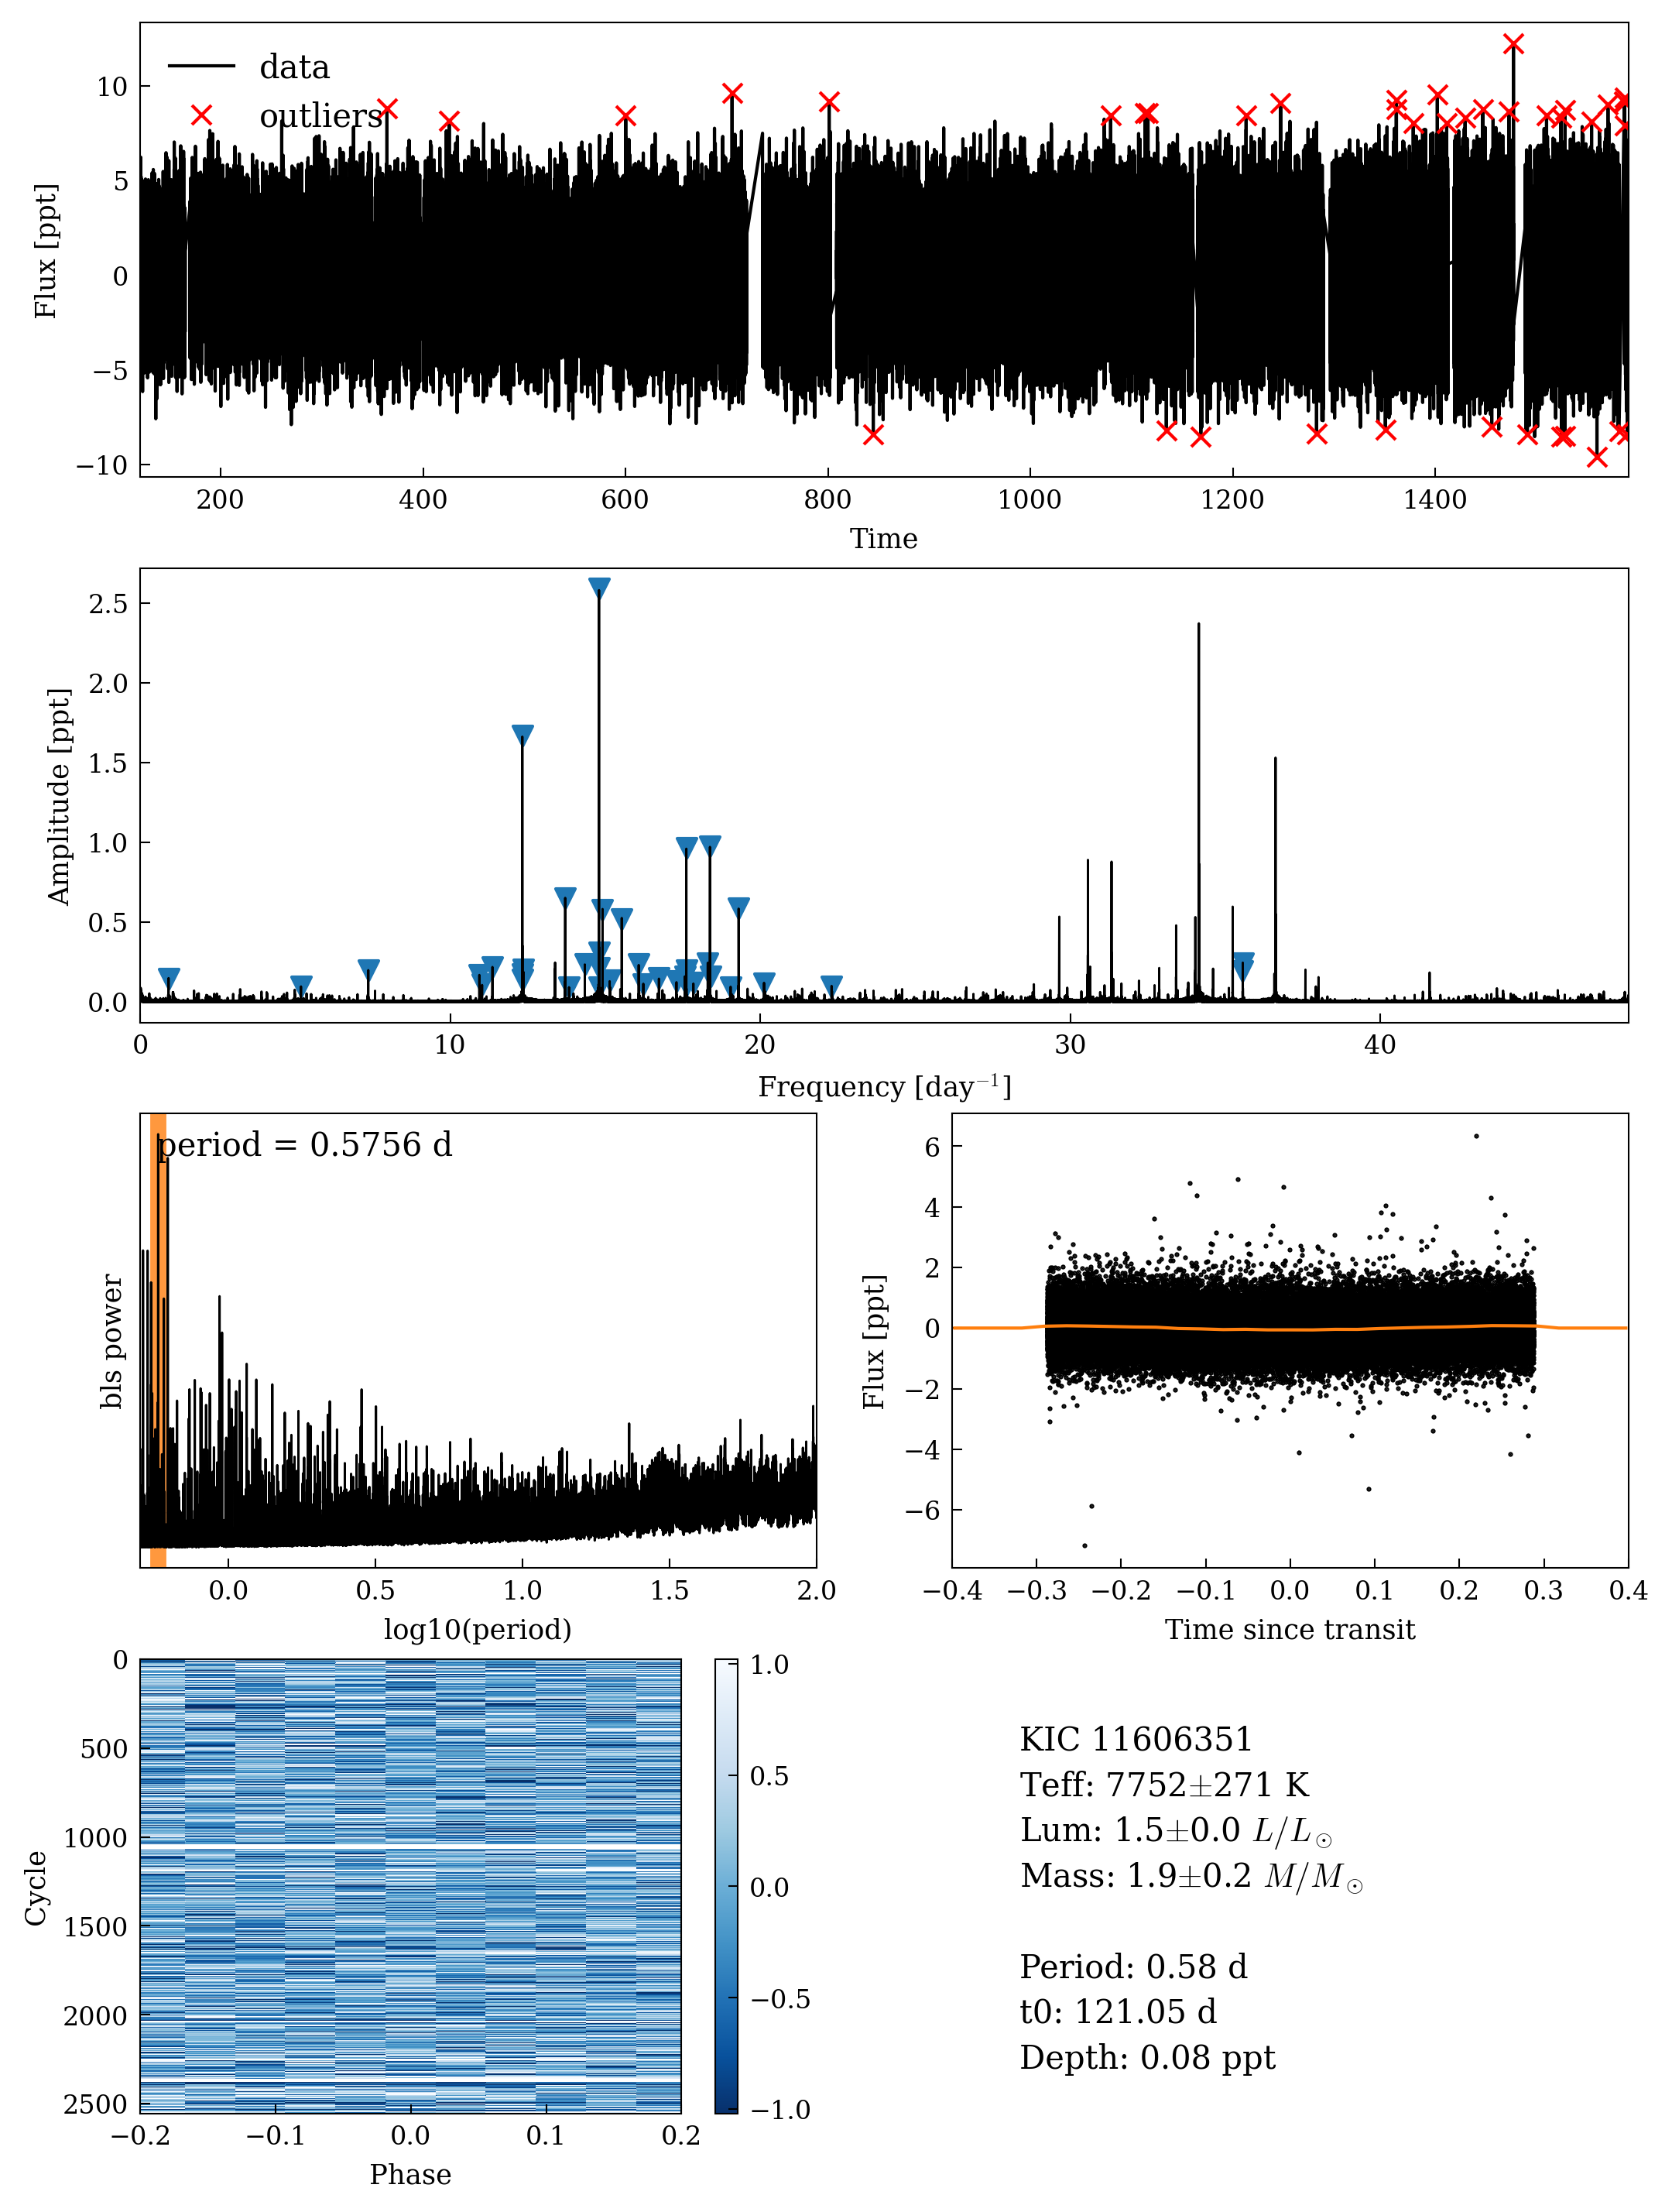 data
outliers
10
5
0
−5
−10
Flux [ppt]
200 400 600 800 1000 1200 1400
Time
2.5
2.0
1.5
1.0
0.5
0.0
Amplitude [ppt]
0 10 20 30 40
Frequency [day⁻¹]
period = 0.5756 d
bls power
0.0 0.5 1.0 1.5 2.0
log10(period)
6
4
2
0
−2
−4
−6
Flux [ppt]
−0.4 −0.3 −0.2 −0.1 0.0 0.1 0.2 0.3 0.4
Time since transit
0
500
1000
1500
2000
2500
Cycle
−0.2 −0.1 0.0 0.1 0.2
Phase
1.0
0.5
0.0
−0.5
−1.0
KIC 11606351
Teff: 7752±271 K
Lum: 1.5±0.0 L/L⊙
Mass: 1.9±0.2 M/M⊙
Period: 0.58 d
t0: 121.05 d
Depth: 0.08 ppt